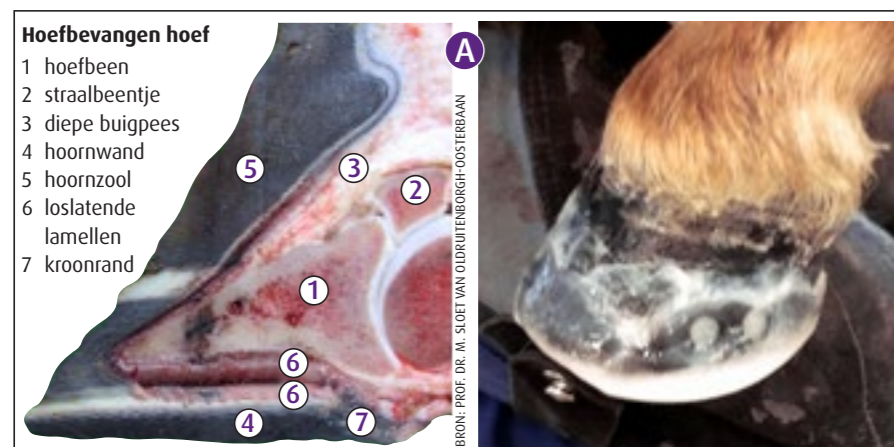 Hoefbevangen hoef
1 hoefbeen
2 straalbeentje
3 diepe buigpees
4 hoornwand
5 hoornzool
6 loslatende
lamellen
7 kroonrand
5
3
2
1
6
6
4
7
A
BRON: PROF. DR. M. SLOET VAN OLDRUITENBORGH-OOSTERBAAN